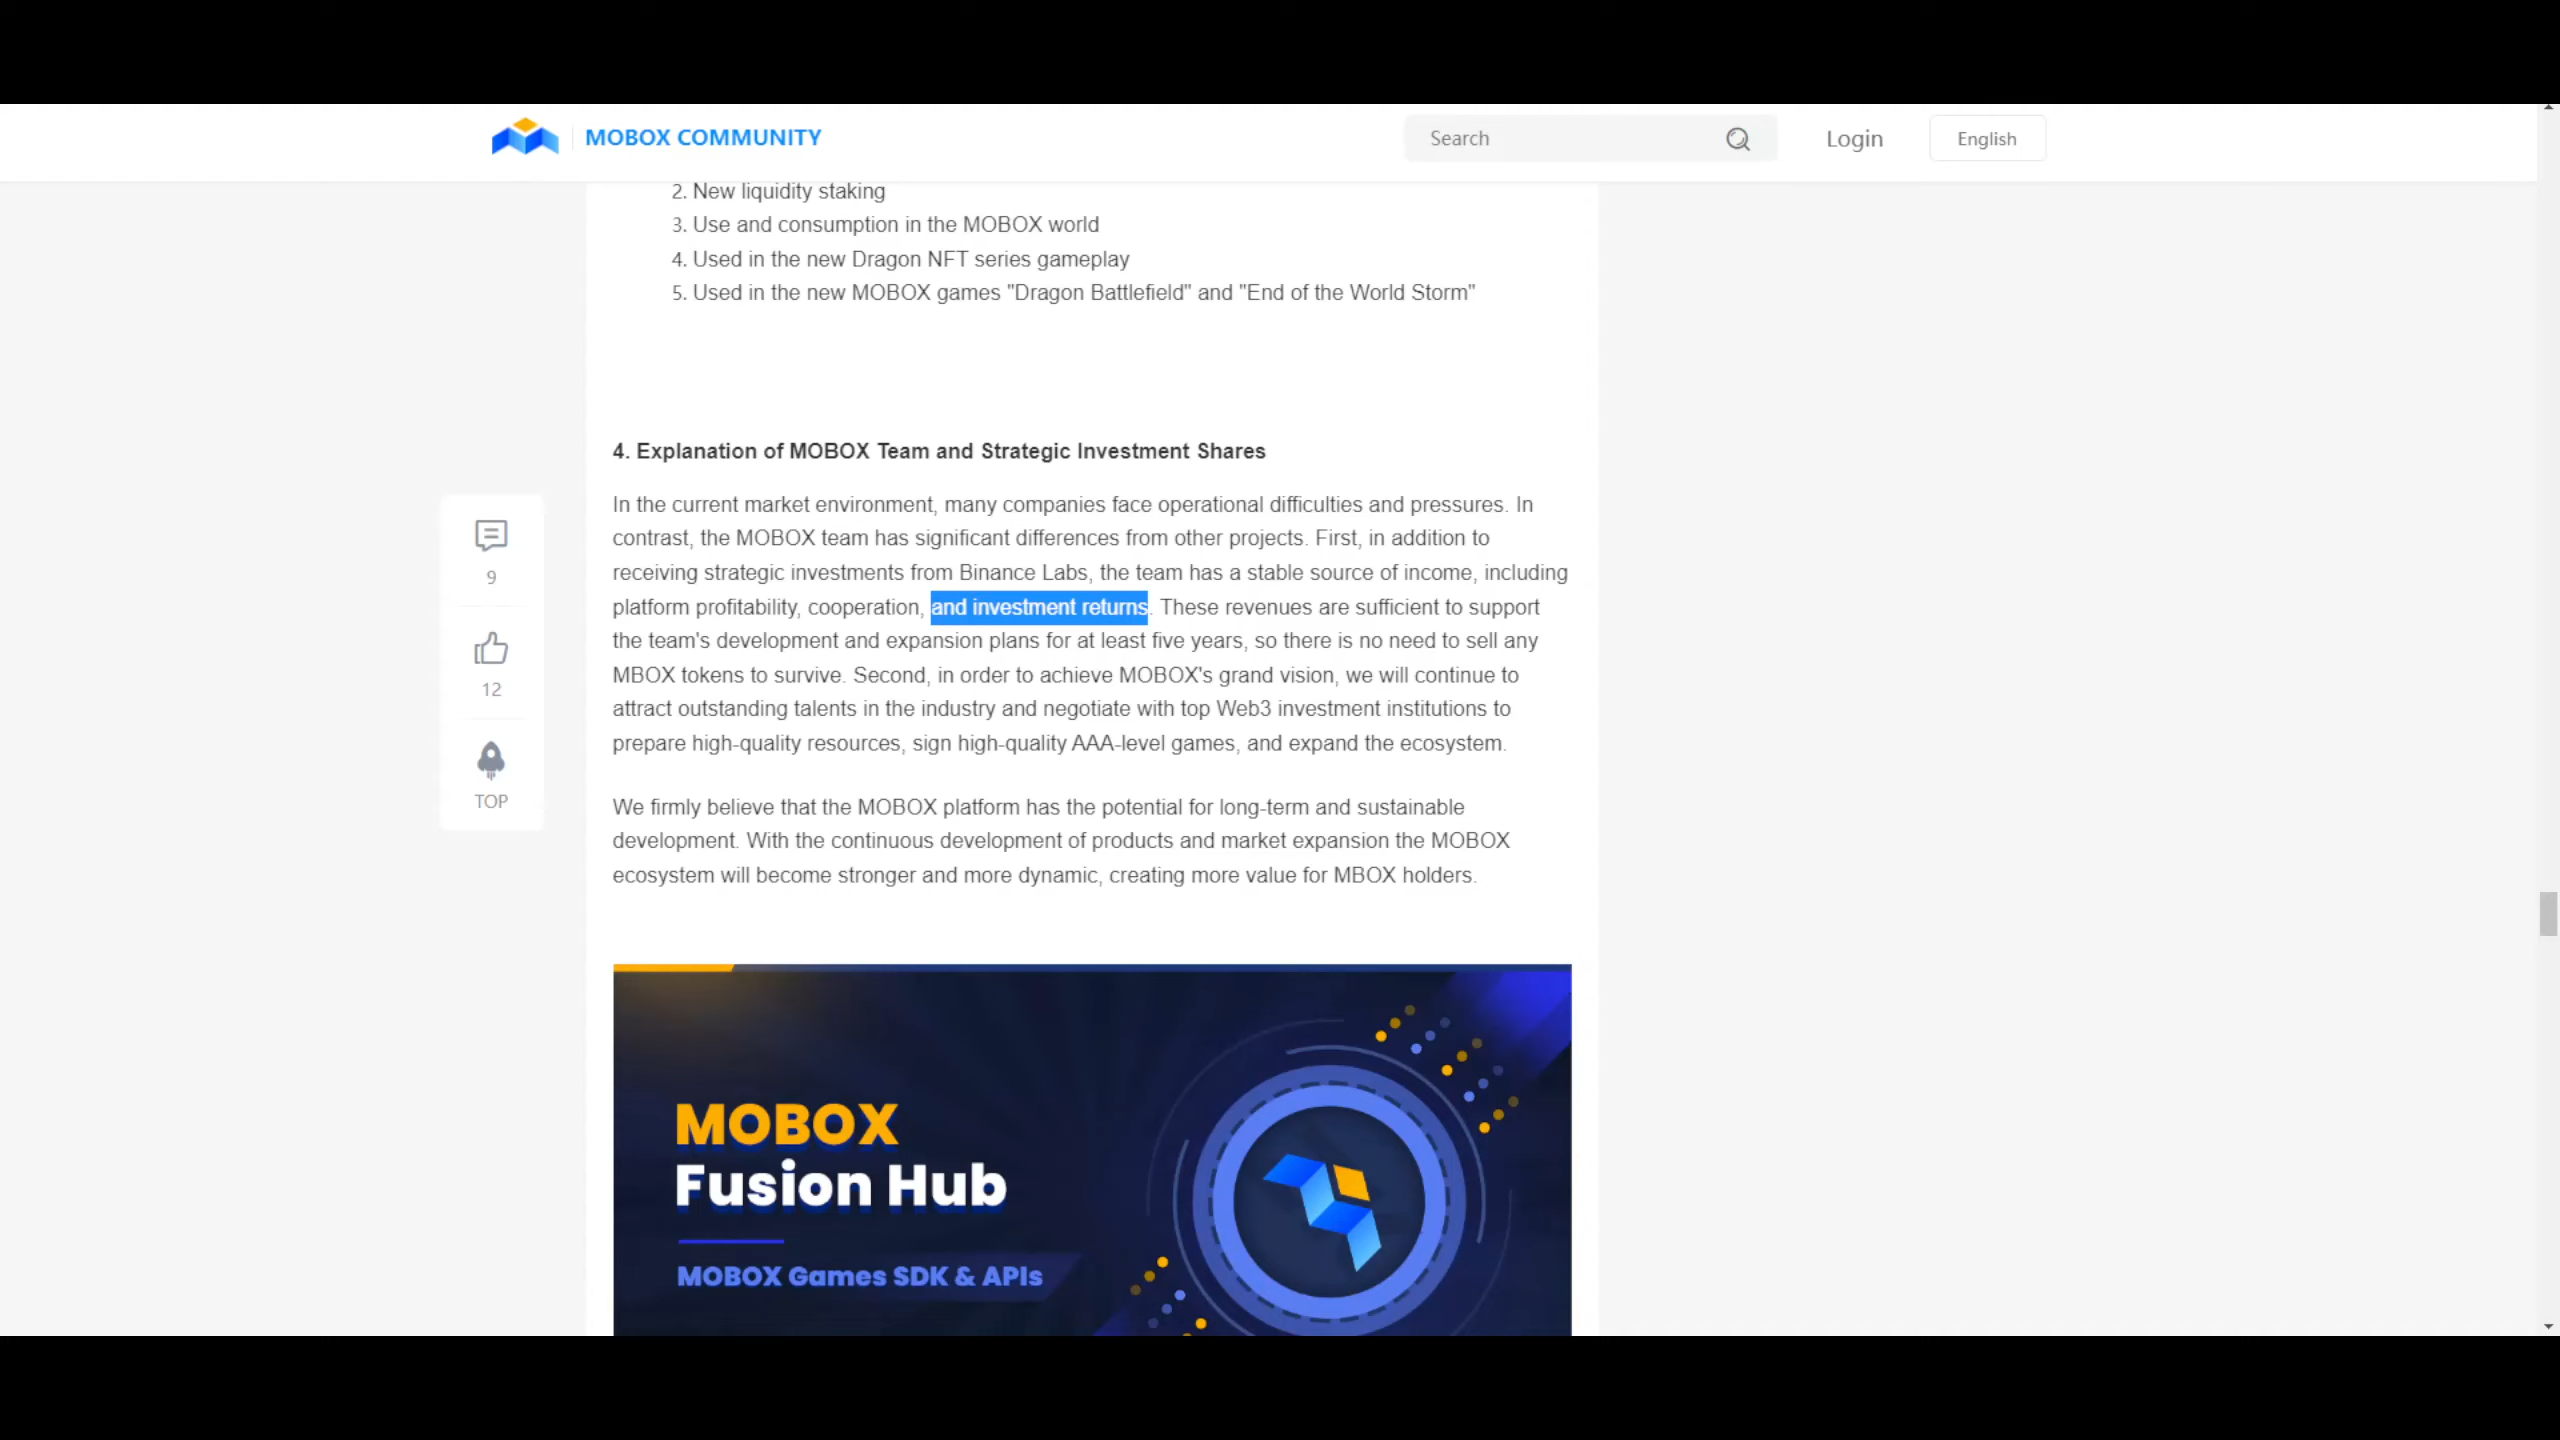 MOBOX COMMUNITY
Search
Login
English
2. New liquidity staking
3. Use and consumption in the MOBOX world
4. Used in the new Dragon NFT series gameplay
5. Used in the new MOBOX games "Dragon Battlefield" and "End of the World Storm"
4. Explanation of MOBOX Team and Strategic Investment Shares
In the current market environment, many companies face operational difficulties and pressures. In
contrast, the MOBOX team has significant differences from other projects. First, in addition to
receiving strategic investments from Binance Labs, the team has a stable source of income, including
platform profitability, cooperation, and investment returns. These revenues are sufficient to support
the team's development and expansion plans for at least five years, so there is no need to sell any
MBOX tokens to survive. Second, in order to achieve MOBOX's grand vision, we will continue to
attract outstanding talents in the industry and negotiate with top Web3 investment institutions to
prepare high-quality resources, sign high-quality AAA-level games, and expand the ecosystem.
We firmly believe that the MOBOX platform has the potential for long-term and sustainable
development. With the continuous development of products and market expansion the MOBOX
ecosystem will become stronger and more dynamic, creating more value for MBOX holders.
9
12
TOP
MOBOX
Fusion Hub
MOBOX Games SDK & APIs